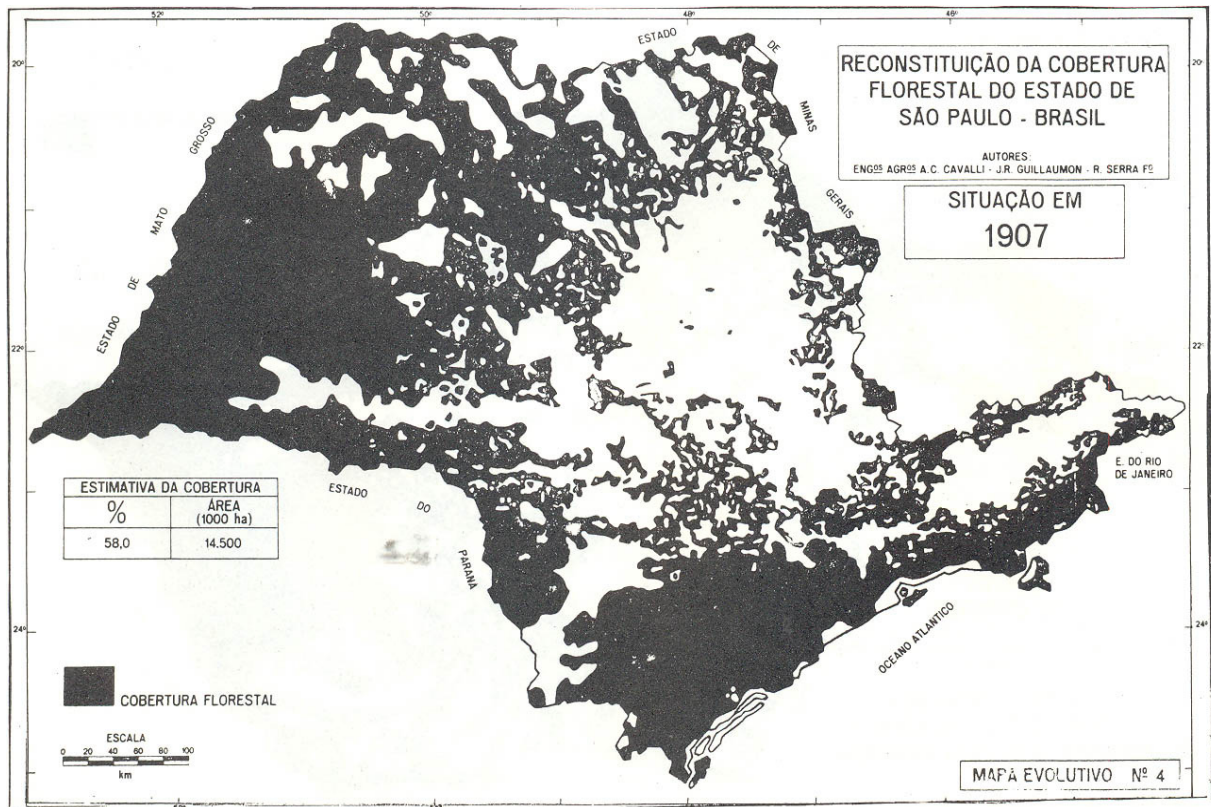 52º 50º 48º 46º
RECONSTITUIÇÃO DA COBERTURA
FLORESTAL DO ESTADO DE
SÃO PAULO - BRASIL
AUTORES:
ENGºS AGRºS A.C. CAVALLI - J.R. GUILLAUMON - R. SERRA Fº
SITUAÇÃO EM
1907
20º
20º
ESTADO DE
MINAS
GERAIS
ESTADO DE MATO GROSSO
22º
22º
E. DO RIO
DE JANEIRO
ESTADO DO
PARANÁ
ESTIMATIVA DA COBERTURA
% ÁREA
(1000 ha)
58,0 14.500
24º
24º
OCEANO ATLANTICO
COBERTURA FLORESTAL
ESCALA
0 20 40 60 80 100
km
MAPA EVOLUTIVO Nº 4